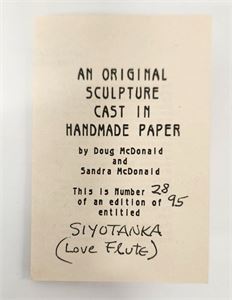 AN ORIGINAL
SCULPTURE
CAST IN
HANDMADE PAPER
by Doug McDonald
and
Sandra McDonald
This is Number 28
of an edition of 95
entitled
SIYOTANKA
(LOVE FLUTE)